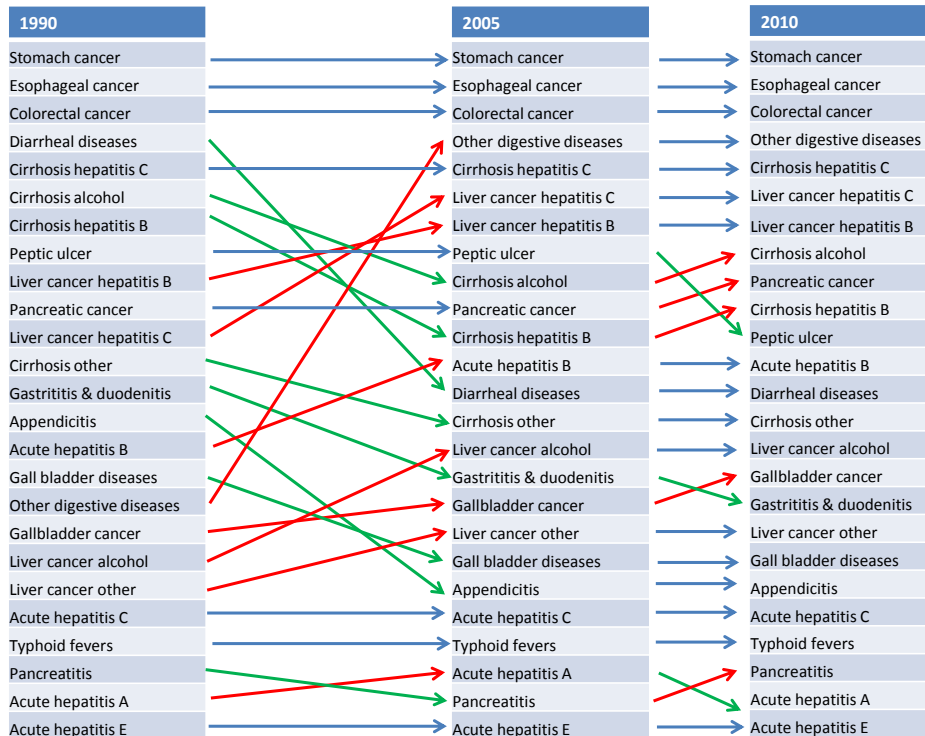 1990
2005
2010
Stomach cancer
Stomach cancer
Stomach cancer
Esophageal cancer
Esophageal cancer
Esophageal cancer
Colorectal cancer
Colorectal cancer
Colorectal cancer
Diarrheal diseases
Other digestive diseases
Other digestive diseases
Cirrhosis hepatitis C
Cirrhosis hepatitis C
Cirrhosis hepatitis C
Cirrhosis alcohol
Liver cancer hepatitis C
Liver cancer hepatitis C
Cirrhosis hepatitis B
Liver cancer hepatitis B
Liver cancer hepatitis B
Peptic ulcer
Peptic ulcer
Cirrhosis alcohol
Liver cancer hepatitis B
Cirrhosis alcohol
Pancreatic cancer
Pancreatic cancer
Pancreatic cancer
Cirrhosis hepatitis B
Liver cancer hepatitis C
Cirrhosis hepatitis B
Peptic ulcer
Cirrhosis other
Acute hepatitis B
Acute hepatitis B
Gastrititis & duodenitis
Diarrheal diseases
Diarrheal diseases
Appendicitis
Cirrhosis other
Cirrhosis other
Acute hepatitis B
Liver cancer alcohol
Liver cancer alcohol
Gall bladder diseases
Gastrititis & duodenitis
Gallbladder cancer
Other digestive diseases
Gallbladder cancer
Gastrititis & duodenitis
Gallbladder cancer
Liver cancer other
Liver cancer other
Liver cancer alcohol
Gall bladder diseases
Gall bladder diseases
Liver cancer other
Appendicitis
Appendicitis
Acute hepatitis C
Acute hepatitis C
Acute hepatitis C
Typhoid fevers
Typhoid fevers
Typhoid fevers
Pancreatitis
Acute hepatitis A
Pancreatitis
Acute hepatitis A
Pancreatitis
Acute hepatitis A
Acute hepatitis E
Acute hepatitis E
Acute hepatitis E